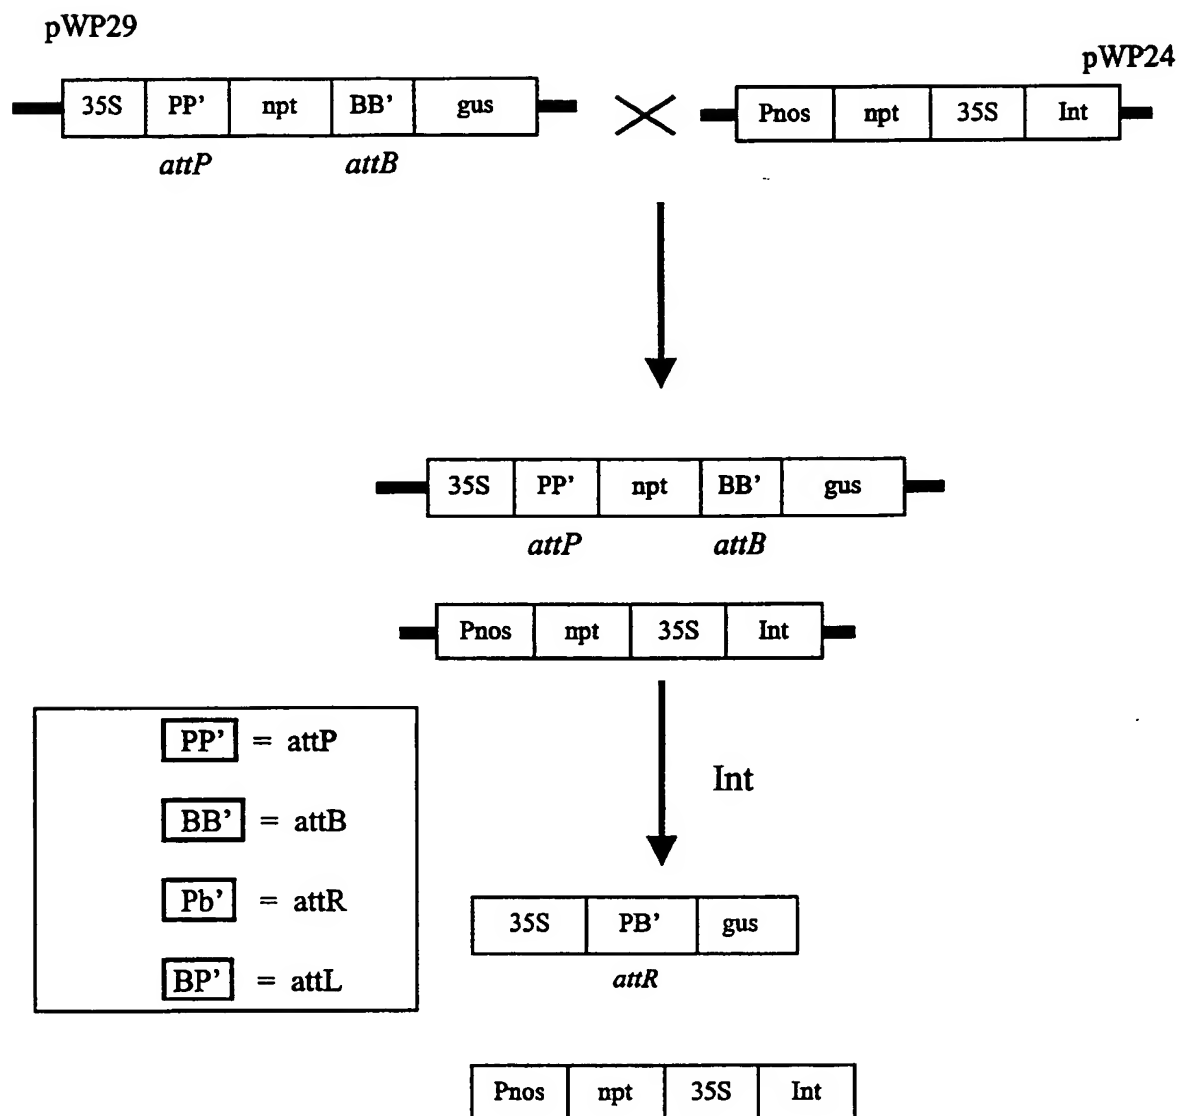 pWP29
pWP24
35S PP' npt BB' gus
Pnos npt 35S Int
attP attB
35S PP' npt BB' gus
attP attB
Pnos npt 35S Int
PP' = attP
BB' = attB
Pb' = attR
BP' = attL
Int
35S PB' gus
attR
Pnos npt 35S Int